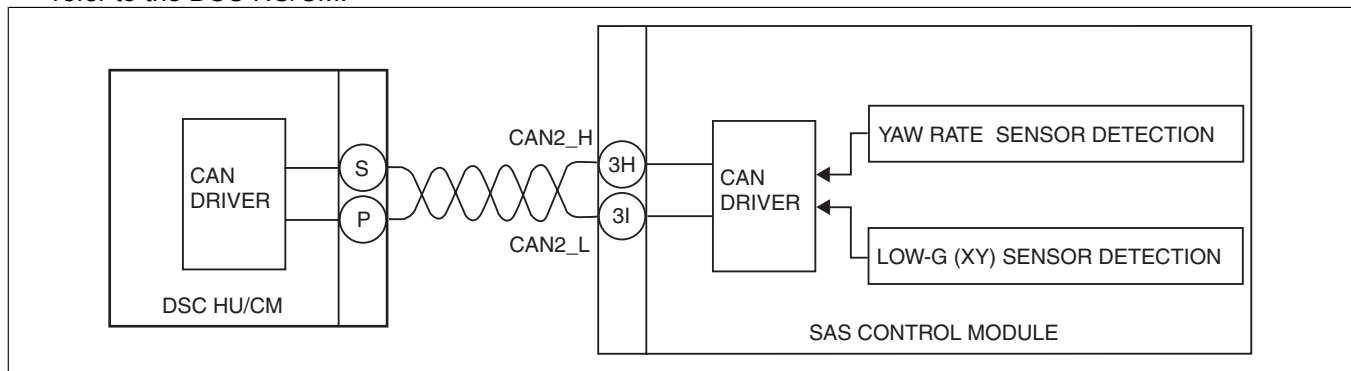 refer to the DSC HU/CM.
CAN
DRIVER
S
P
DSC HU/CM
CAN2_H
CAN2_L
3H
3I
CAN
DRIVER
YAW RATE SENSOR DETECTION
LOW-G (XY) SENSOR DETECTION
SAS CONTROL MODULE